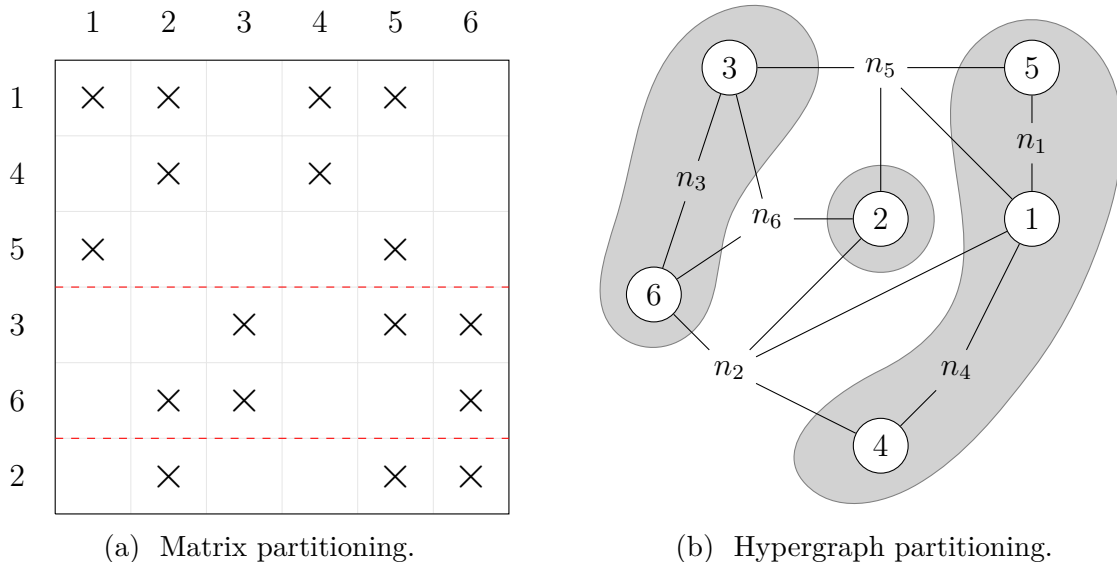 1 2 3 4 5 6
1 × × × ×
4 × ×
5 × ×
3 × × ×
6 × × ×
2 × × ×
(a) Matrix partitioning.
3 n₅ 5
n₁
n₃
n₆ 2 1
6
n₂ n₄
4
(b) Hypergraph partitioning.